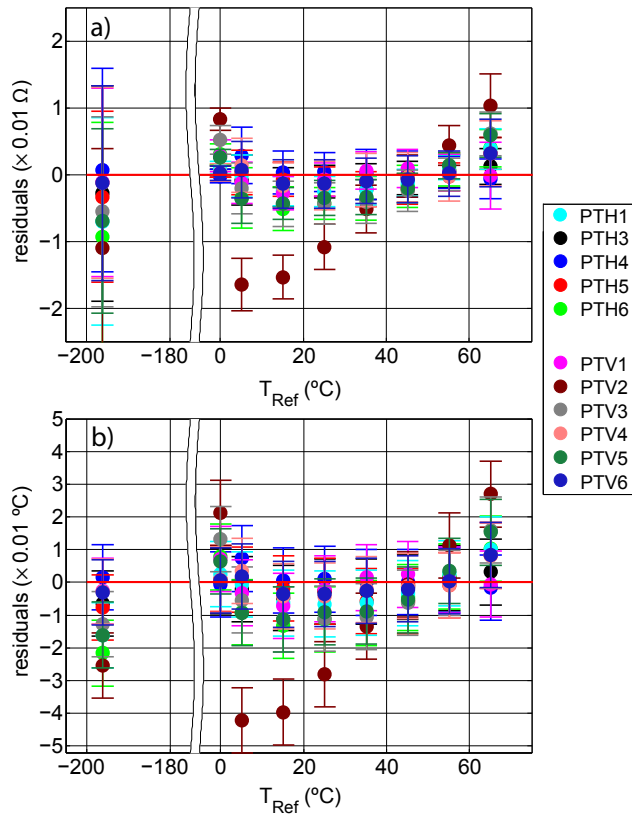 a)
2
1
0
−1
−2
residuals (× 0.01 Ω)
−200 −180 0 20 40 60
T_Ref (ºC)
PTH1
PTH3
PTH4
PTH5
PTH6
PTV1
PTV2
PTV3
PTV4
PTV5
PTV6
b)
5
4
3
2
1
0
−1
−2
−3
−4
−5
residuals (× 0.01 ºC)
−200 −180 0 20 40 60
T_Ref (ºC)